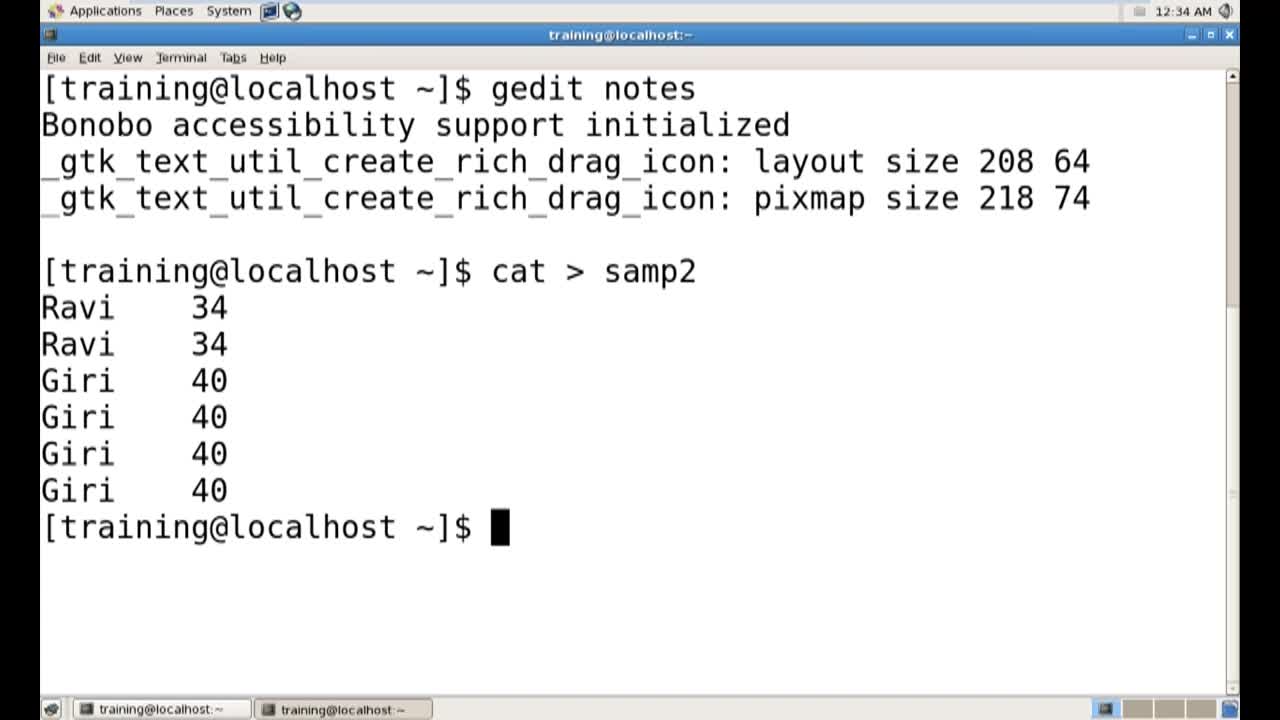 Applications Places System 12:34 AM
training@localhost:~
File Edit View Terminal Tabs Help
[training@localhost ~]$ gedit notes
Bonobo accessibility support initialized
_gtk_text_util_create_rich_drag_icon: layout size 208 64
_gtk_text_util_create_rich_drag_icon: pixmap size 218 74
[training@localhost ~]$ cat > samp2
Ravi 34
Ravi 34
Giri 40
Giri 40
Giri 40
Giri 40
[training@localhost ~]$
training@localhost:~ training@localhost:~